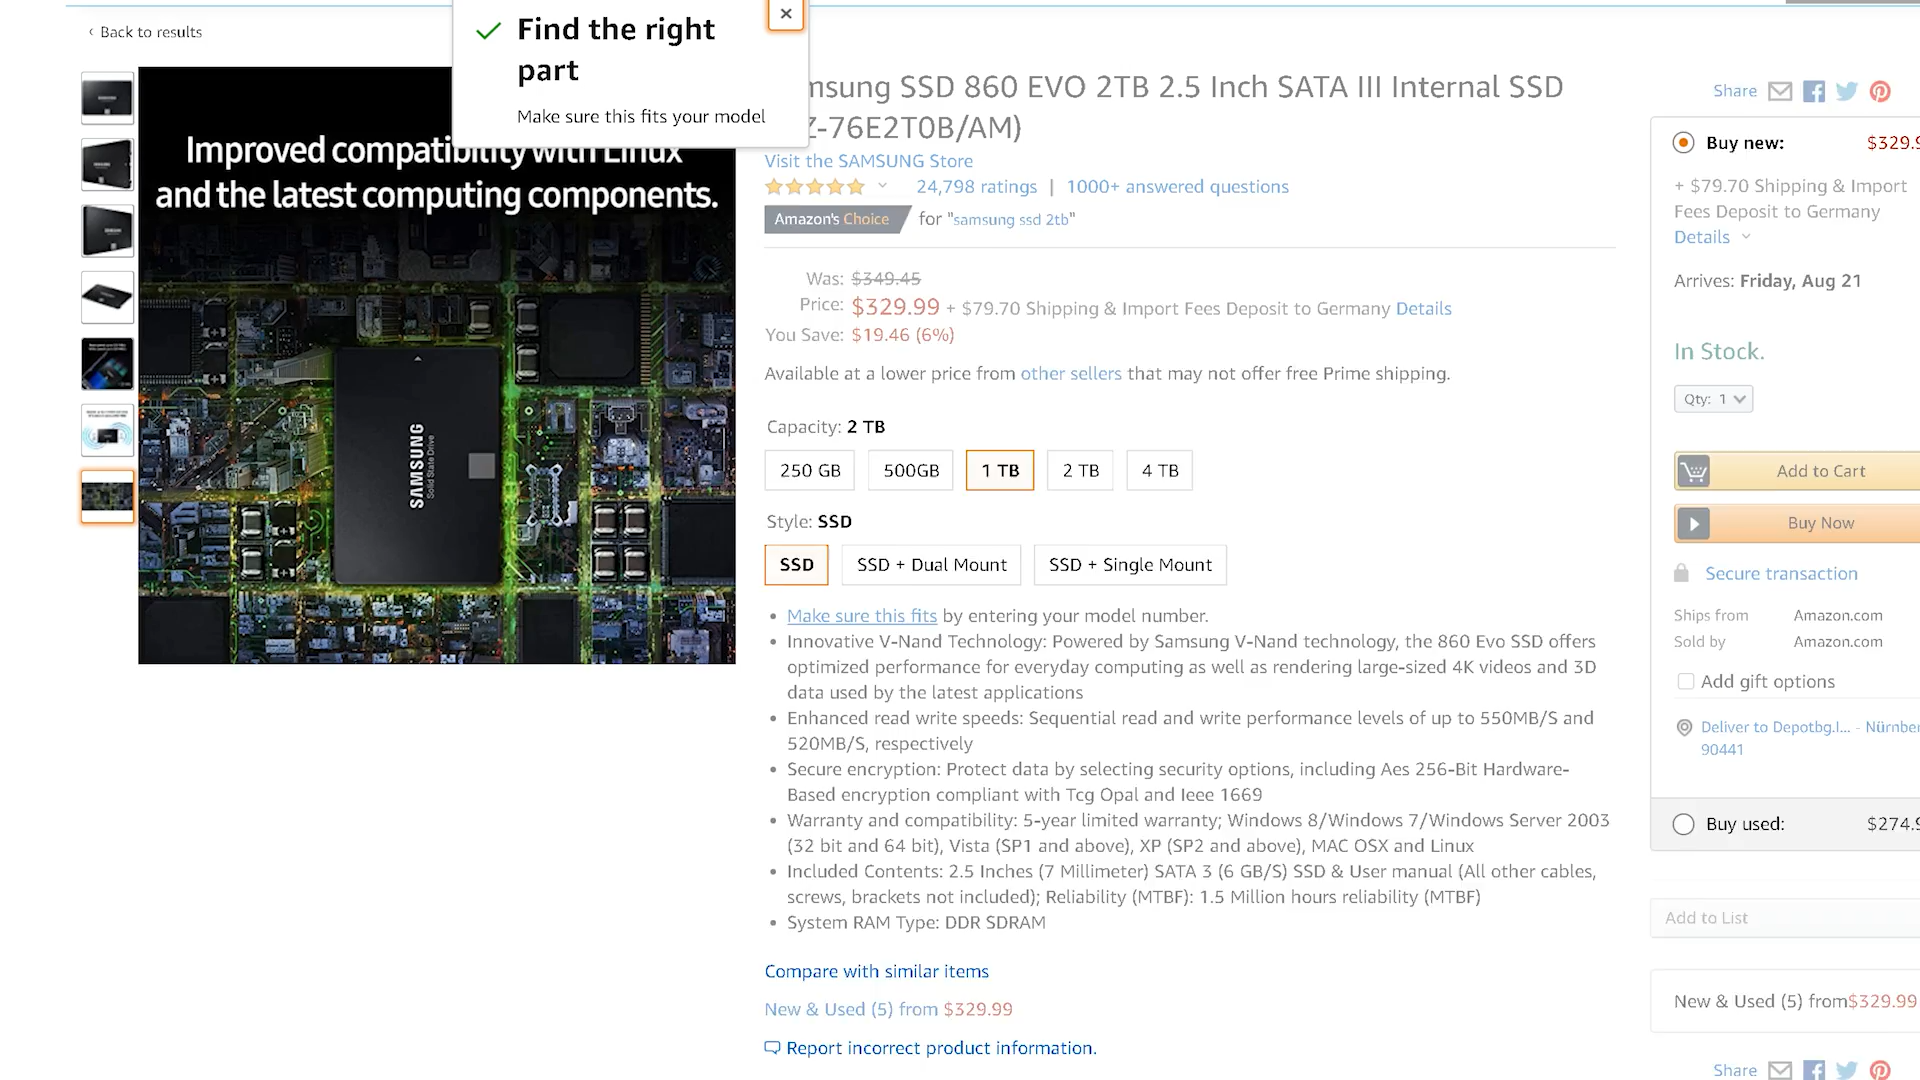 ‹ Back to results
Find the right
part
Make sure this fits your model
×
Improved compatibility with Linux
and the latest computing components.
SAMSUNG
Solid State Drive
SSD 860 EVO 2TB 2.5 Inch SATA III Internal SSD
-76E2T0B/AM)
Visit the SAMSUNG Store
24,798 ratings | 1000+ answered questions
Amazon's Choice for "samsung ssd 2tb"
Was: $349.45
Price: $329.99 + $79.70 Shipping & Import Fees Deposit to Germany Details
You Save: $19.46 (6%)
Available at a lower price from other sellers that may not offer free Prime shipping.
Capacity: 2 TB
250 GB 500GB 1 TB 2 TB 4 TB
Style: SSD
SSD SSD + Dual Mount SSD + Single Mount
• Make sure this fits by entering your model number.
• Innovative V-Nand Technology: Powered by Samsung V-Nand technology, the 860 Evo SSD offers
optimized performance for everyday computing as well as rendering large-sized 4K videos and 3D
data used by the latest applications
• Enhanced read write speeds: Sequential read and write performance levels of up to 550MB/S and
520MB/S, respectively
• Secure encryption: Protect data by selecting security options, including Aes 256-Bit Hardware-
Based encryption compliant with Tcg Opal and Ieee 1669
• Warranty and compatibility: 5-year limited warranty; Windows 8/Windows 7/Windows Server 2003
(32 bit and 64 bit), Vista (SP1 and above), XP (SP2 and above), MAC OSX and Linux
• Included Contents: 2.5 Inches (7 Millimeter) SATA 3 (6 GB/S) SSD & User manual (All other cables,
screws, brackets not included); Reliability (MTBF): 1.5 Million hours reliability (MTBF)
• System RAM Type: DDR SDRAM
Compare with similar items
New & Used (5) from $329.99
Report incorrect product information.
Share
Buy new: $329.9
+ $79.70 Shipping & Import
Fees Deposit to Germany
Details
Arrives: Friday, Aug 21
In Stock.
Qty: 1
Add to Cart
Buy Now
Secure transaction
Ships from Amazon.com
Sold by Amazon.com
Add gift options
Deliver to Depotbg.l... - Nürnber
90441
Buy used: $274.9
Add to List
New & Used (5) from$329.99
Share